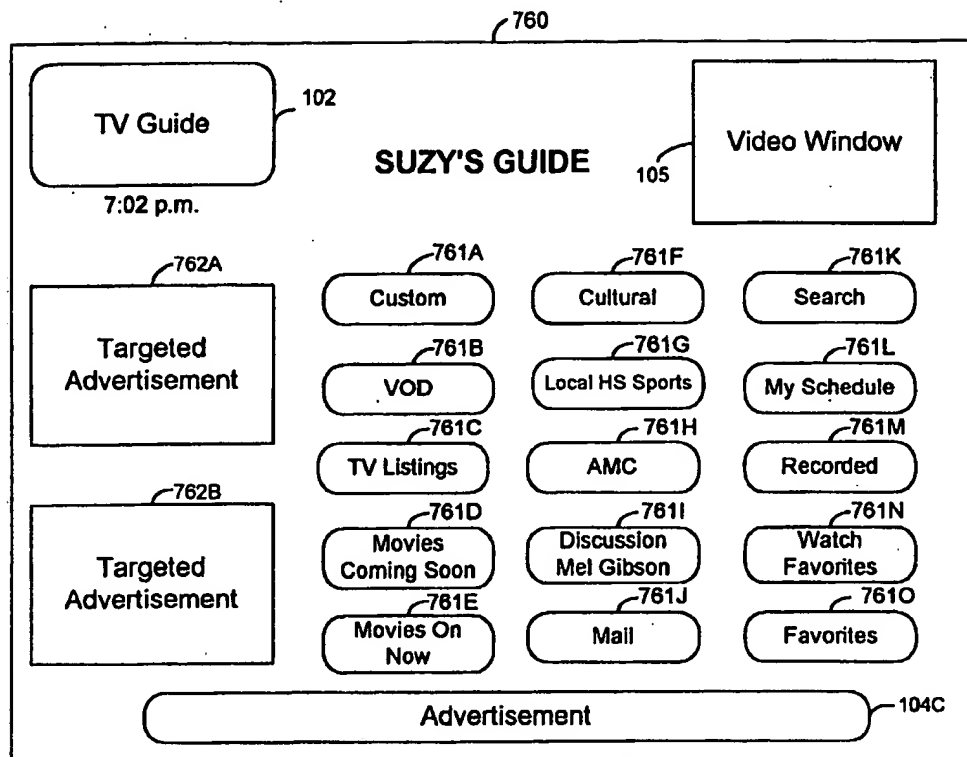 760
TV Guide
102
SUZY'S GUIDE
105
Video Window
7:02 p.m.
762A
Targeted
Advertisement
762B
Targeted
Advertisement
761A
Custom
761F
Cultural
761K
Search
761B
VOD
761G
Local HS Sports
761L
My Schedule
761C
TV Listings
761H
AMC
761M
Recorded
761D
Movies
Coming Soon
761I
Discussion
Mel Gibson
761N
Watch
Favorites
761E
Movies On
Now
761J
Mail
761O
Favorites
Advertisement
104C